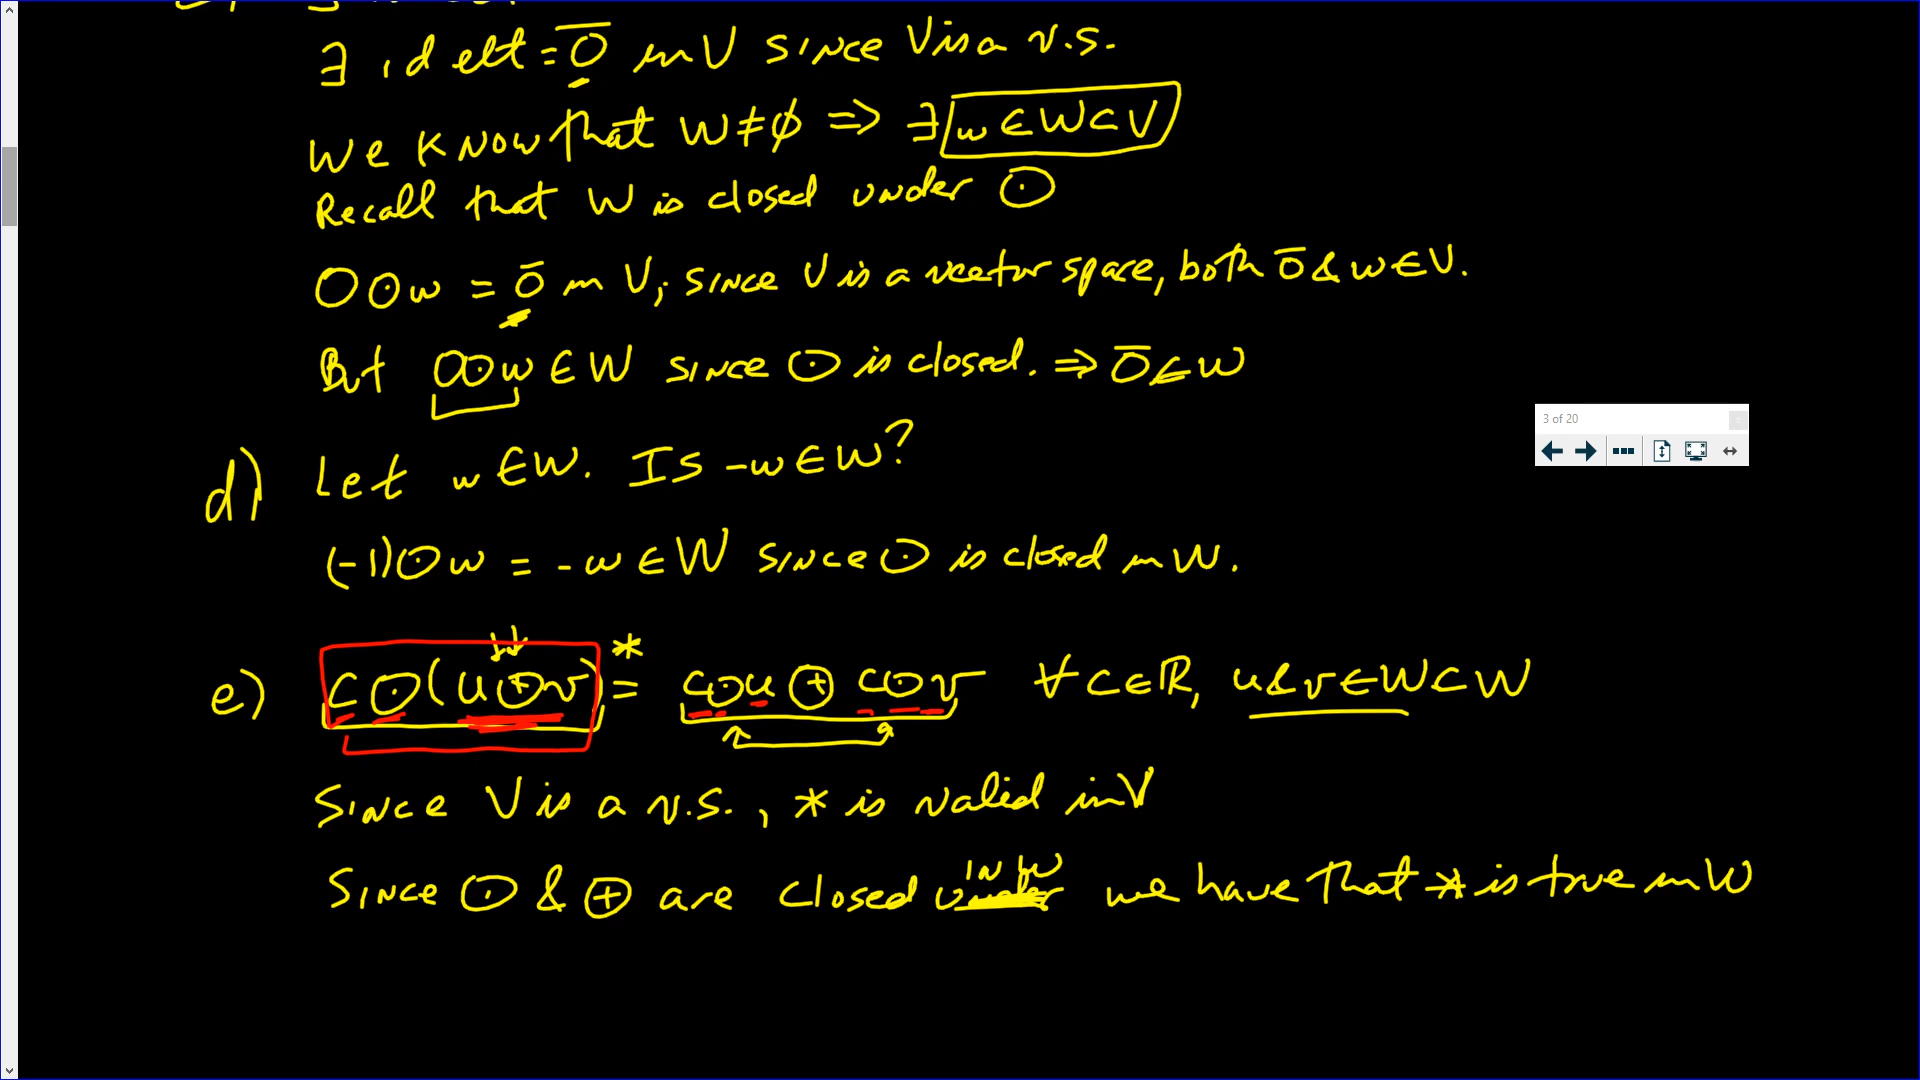 ∃ id elt = 0̄ in V since V is a v.s.
We know that W ≠ ∅ ⇒ ∃ w ∈ W ⊂ V
Recall that W is closed under ⊙
0 ⊙ w = 0̄ in V, since V is a vector space, both 0̄ & w ∈ V.
But 0 ⊙ w ∈ W since ⊙ is closed. ⇒ 0̄ ∈ W
3 of 20
d) Let w ∈ W. Is -w ∈ W?
(-1) ⊙ w = -w ∈ W since ⊙ is closed in W.
e) c ⊙ (u ⊕ v) =* c ⊙ u ⊕ c ⊙ v ∀ c ∈ ℝ, u & v ∈ W ⊂ W
Since V is a v.s., * is valid in V
Since ⊙ & ⊕ are closed in W we have that * is true in W